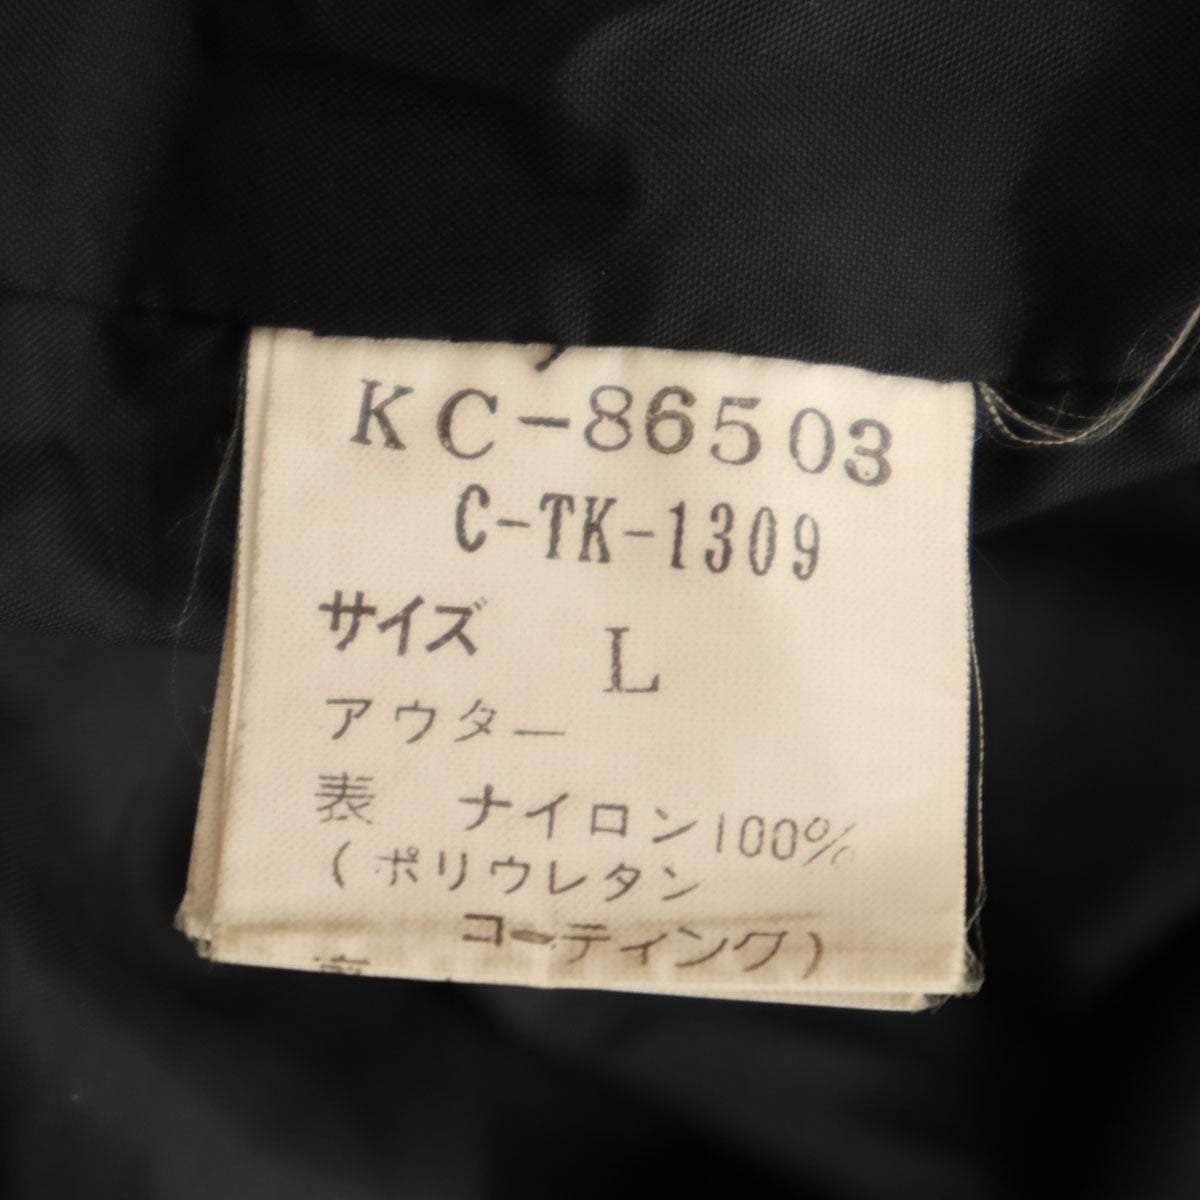 KC-86503
C-TK-1309
サイズ L
アウター
表 ナイロン100%
(ポリウレタン
コーティング)